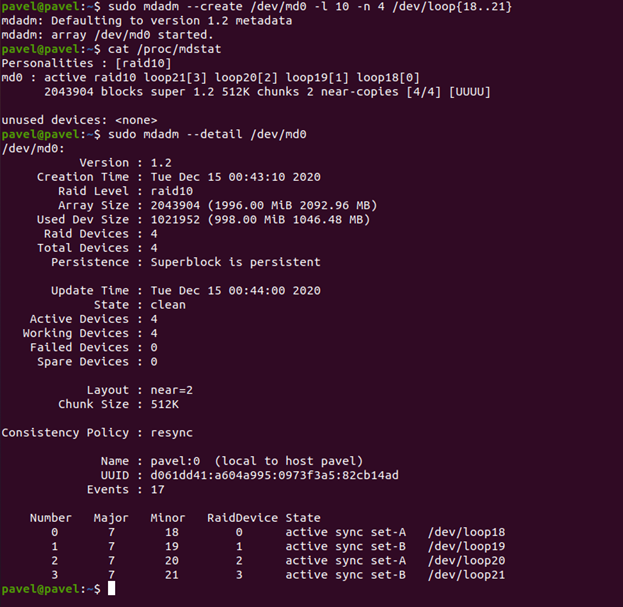 pavel@pavel:~$ sudo mdadm --create /dev/md0 -l 10 -n 4 /dev/loop{18..21}
mdadm: Defaulting to version 1.2 metadata
mdadm: array /dev/md0 started.
pavel@pavel:~$ cat /proc/mdstat
Personalities : [raid10]
md0 : active raid10 loop21[3] loop20[2] loop19[1] loop18[0]
      2043904 blocks super 1.2 512K chunks 2 near-copies [4/4] [UUUU]

unused devices: <none>
pavel@pavel:~$ sudo mdadm --detail /dev/md0
/dev/md0:
           Version : 1.2
     Creation Time : Tue Dec 15 00:43:10 2020
        Raid Level : raid10
        Array Size : 2043904 (1996.00 MiB 2092.96 MB)
     Used Dev Size : 1021952 (998.00 MiB 1046.48 MB)
      Raid Devices : 4
     Total Devices : 4
       Persistence : Superblock is persistent

       Update Time : Tue Dec 15 00:44:00 2020
             State : clean
    Active Devices : 4
   Working Devices : 4
    Failed Devices : 0
     Spare Devices : 0

            Layout : near=2
        Chunk Size : 512K

Consistency Policy : resync

              Name : pavel:0  (local to host pavel)
              UUID : d061dd41:a604a995:0973f3a5:82cb14ad
            Events : 17

    Number   Major   Minor   RaidDevice State
       0       7       18        0      active sync set-A   /dev/loop18
       1       7       19        1      active sync set-B   /dev/loop19
       2       7       20        2      active sync set-A   /dev/loop20
       3       7       21        3      active sync set-B   /dev/loop21
pavel@pavel:~$